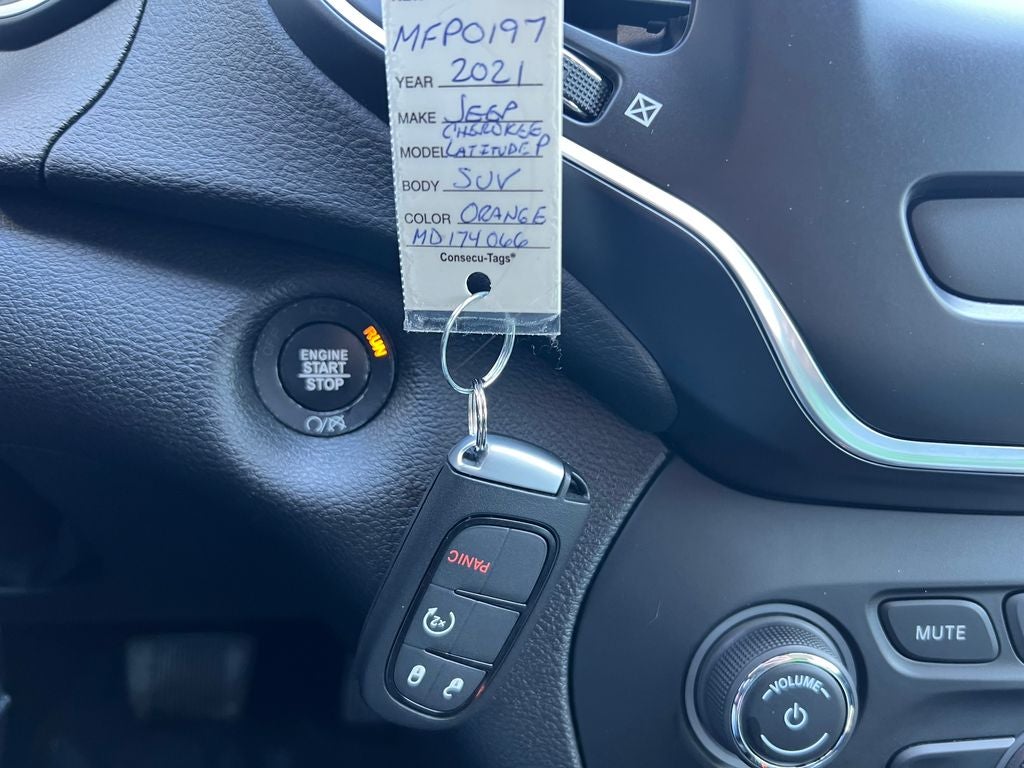 MFP0197
YEAR 2021
MAKE JEEP
CHEROKEE
MODEL LATITUDE P
BODY SUV
COLOR ORANGE
MD174066
Consecu-Tags®
RUN
ENGINE
START
STOP
PANIC
x2
MUTE
VOLUME